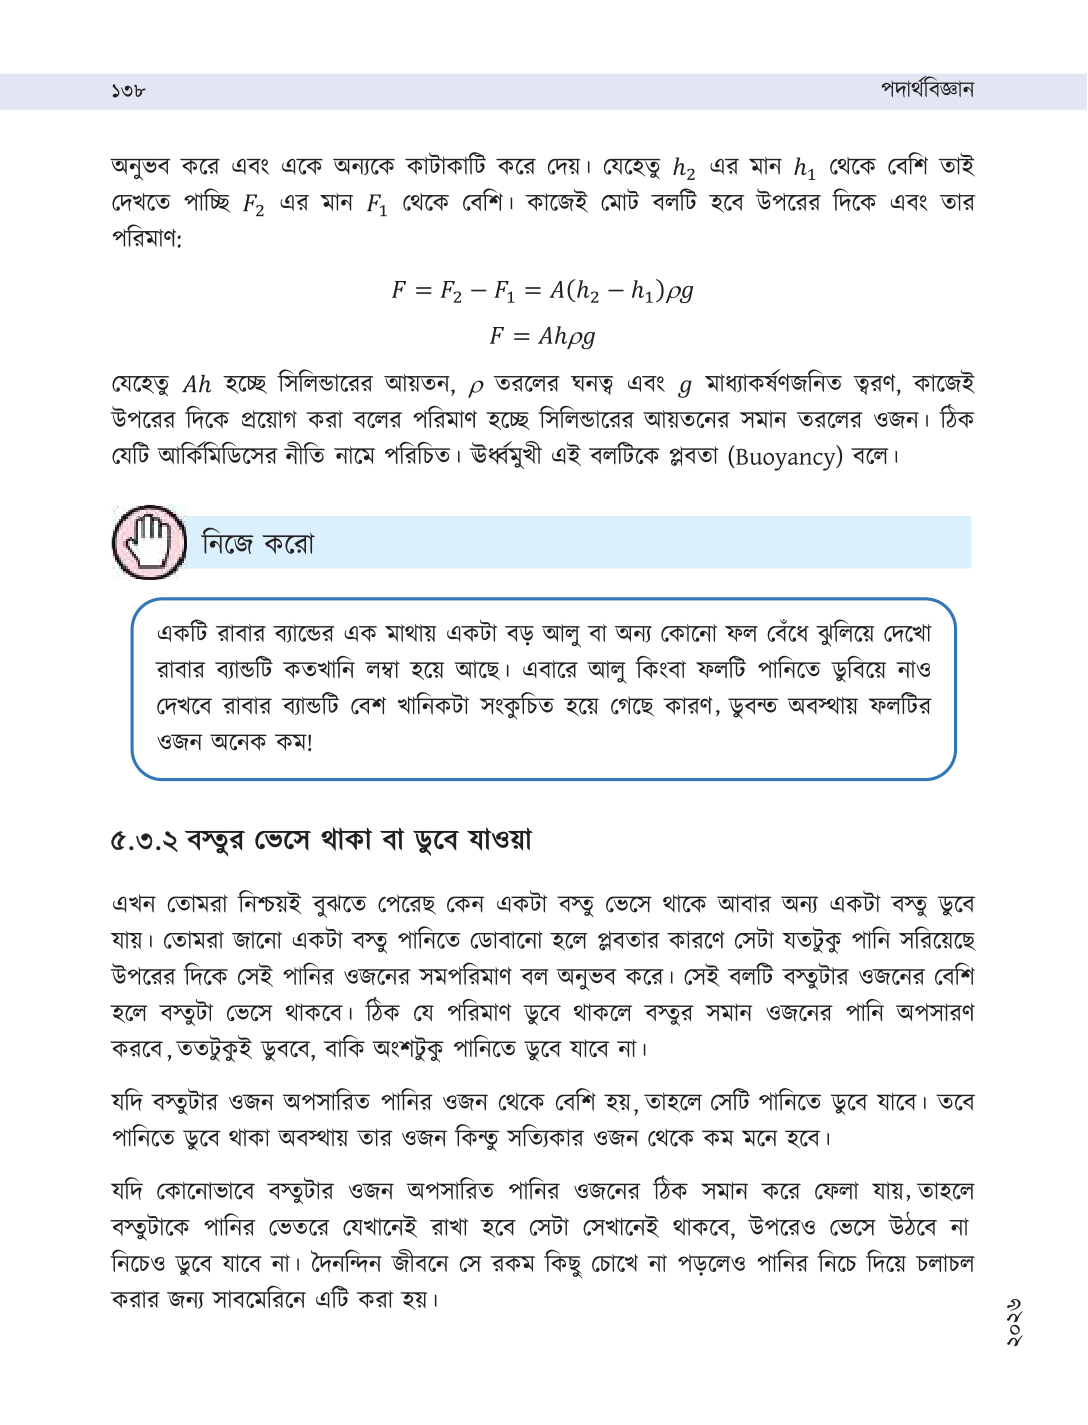 ১৩৮ পদার্থবিজ্ঞান
অনুভব করে এবং একে অন্যকে কাটাকাটি করে দেয়। যেহেতু h₂ এর মান h₁ থেকে বেশি তাই
দেখতে পাচ্ছি F₂ এর মান F₁ থেকে বেশি। কাজেই মোট বলটি হবে উপরের দিকে এবং তার
পরিমাণ:
F = F₂ − F₁ = A(h₂ − h₁)ρg
F = Ahρg
যেহেতু Ah হচ্ছে সিলিন্ডারের আয়তন, ρ তরলের ঘনত্ব এবং g মাধ্যাকর্ষণজনিত ত্বরণ, কাজেই
উপরের দিকে প্রয়োগ করা বলের পরিমাণ হচ্ছে সিলিন্ডারের আয়তনের সমান তরলের ওজন। ঠিক
যেটি আর্কিমিডিসের নীতি নামে পরিচিত। ঊর্ধ্বমুখী এই বলটিকে প্লবতা (Buoyancy) বলে।
নিজে করো
একটি রাবার ব্যান্ডের এক মাথায় একটা বড় আলু বা অন্য কোনো ফল বেঁধে ঝুলিয়ে দেখো
রাবার ব্যান্ডটি কতখানি লম্বা হয়ে আছে। এবারে আলু কিংবা ফলটি পানিতে ডুবিয়ে নাও
দেখবে রাবার ব্যান্ডটি বেশ খানিকটা সংকুচিত হয়ে গেছে কারণ, ডুবন্ত অবস্থায় ফলটির
ওজন অনেক কম!
৫.৩.২ বস্তুর ভেসে থাকা বা ডুবে যাওয়া
এখন তোমরা নিশ্চয়ই বুঝতে পেরেছ কেন একটা বস্তু ভেসে থাকে আবার অন্য একটা বস্তু ডুবে
যায়। তোমরা জানো একটা বস্তু পানিতে ডোবানো হলে প্লবতার কারণে সেটা যতটুকু পানি সরিয়েছে
উপরের দিকে সেই পানির ওজনের সমপরিমাণ বল অনুভব করে। সেই বলটি বস্তুটার ওজনের বেশি
হলে বস্তুটা ভেসে থাকবে। ঠিক যে পরিমাণ ডুবে থাকলে বস্তুর সমান ওজনের পানি অপসারণ
করবে, ততটুকুই ডুববে, বাকি অংশটুকু পানিতে ডুবে যাবে না।
যদি বস্তুটার ওজন অপসারিত পানির ওজন থেকে বেশি হয়, তাহলে সেটি পানিতে ডুবে যাবে। তবে
পানিতে ডুবে থাকা অবস্থায় তার ওজন কিন্তু সত্যিকার ওজন থেকে কম মনে হবে।
যদি কোনোভাবে বস্তুটার ওজন অপসারিত পানির ওজনের ঠিক সমান করে ফেলা যায়, তাহলে
বস্তুটাকে পানির ভেতরে যেখানেই রাখা হবে সেটা সেখানেই থাকবে, উপরেও ভেসে উঠবে না
নিচেও ডুবে যাবে না। দৈনন্দিন জীবনে সে রকম কিছু চোখে না পড়লেও পানির নিচে দিয়ে চলাচল
করার জন্য সাবমেরিনে এটি করা হয়।
২০২৬